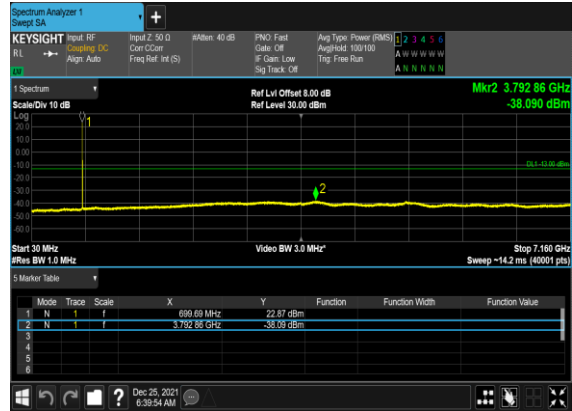 Spectrum Analyzer 1
Swept SA
+
KEYSIGHT Input: RF Input Z: 50 Ω #Atten: 40 dB PNO: Fast Avg Type: Power (RMS) 1 2 3 4 5 6
RL Coupling: DC Corr CCorr Gate: Off Avg|Hold: 100/100 A W W W W W
Align: Auto Freq Ref: Int (S) IF Gain: Low Trig: Free Run
Sig Track: Off A N N N N N
1 Spectrum Ref Lvl Offset 8.00 dB Mkr2 3.792 86 GHz
Scale/Div 10 dB Ref Level 30.00 dBm -38.090 dBm
Log
1
20.0
10.0
0.00
-10.0 DL1 -13.00 dBm
-20.0
-30.0 2
-40.0
-50.0
-60.0
Start 30 MHz Video BW 3.0 MHz* Stop 7.160 GHz
#Res BW 1.0 MHz Sweep ~14.2 ms (40001 pts)
5 Marker Table
Mode Trace Scale X Y Function Function Width Function Value
1 N 1 f 699.69 MHz 22.87 dBm
2 N 1 f 3.792 86 GHz -38.09 dBm
3
4
5
6
? Dec 25, 2021
6:39:54 AM